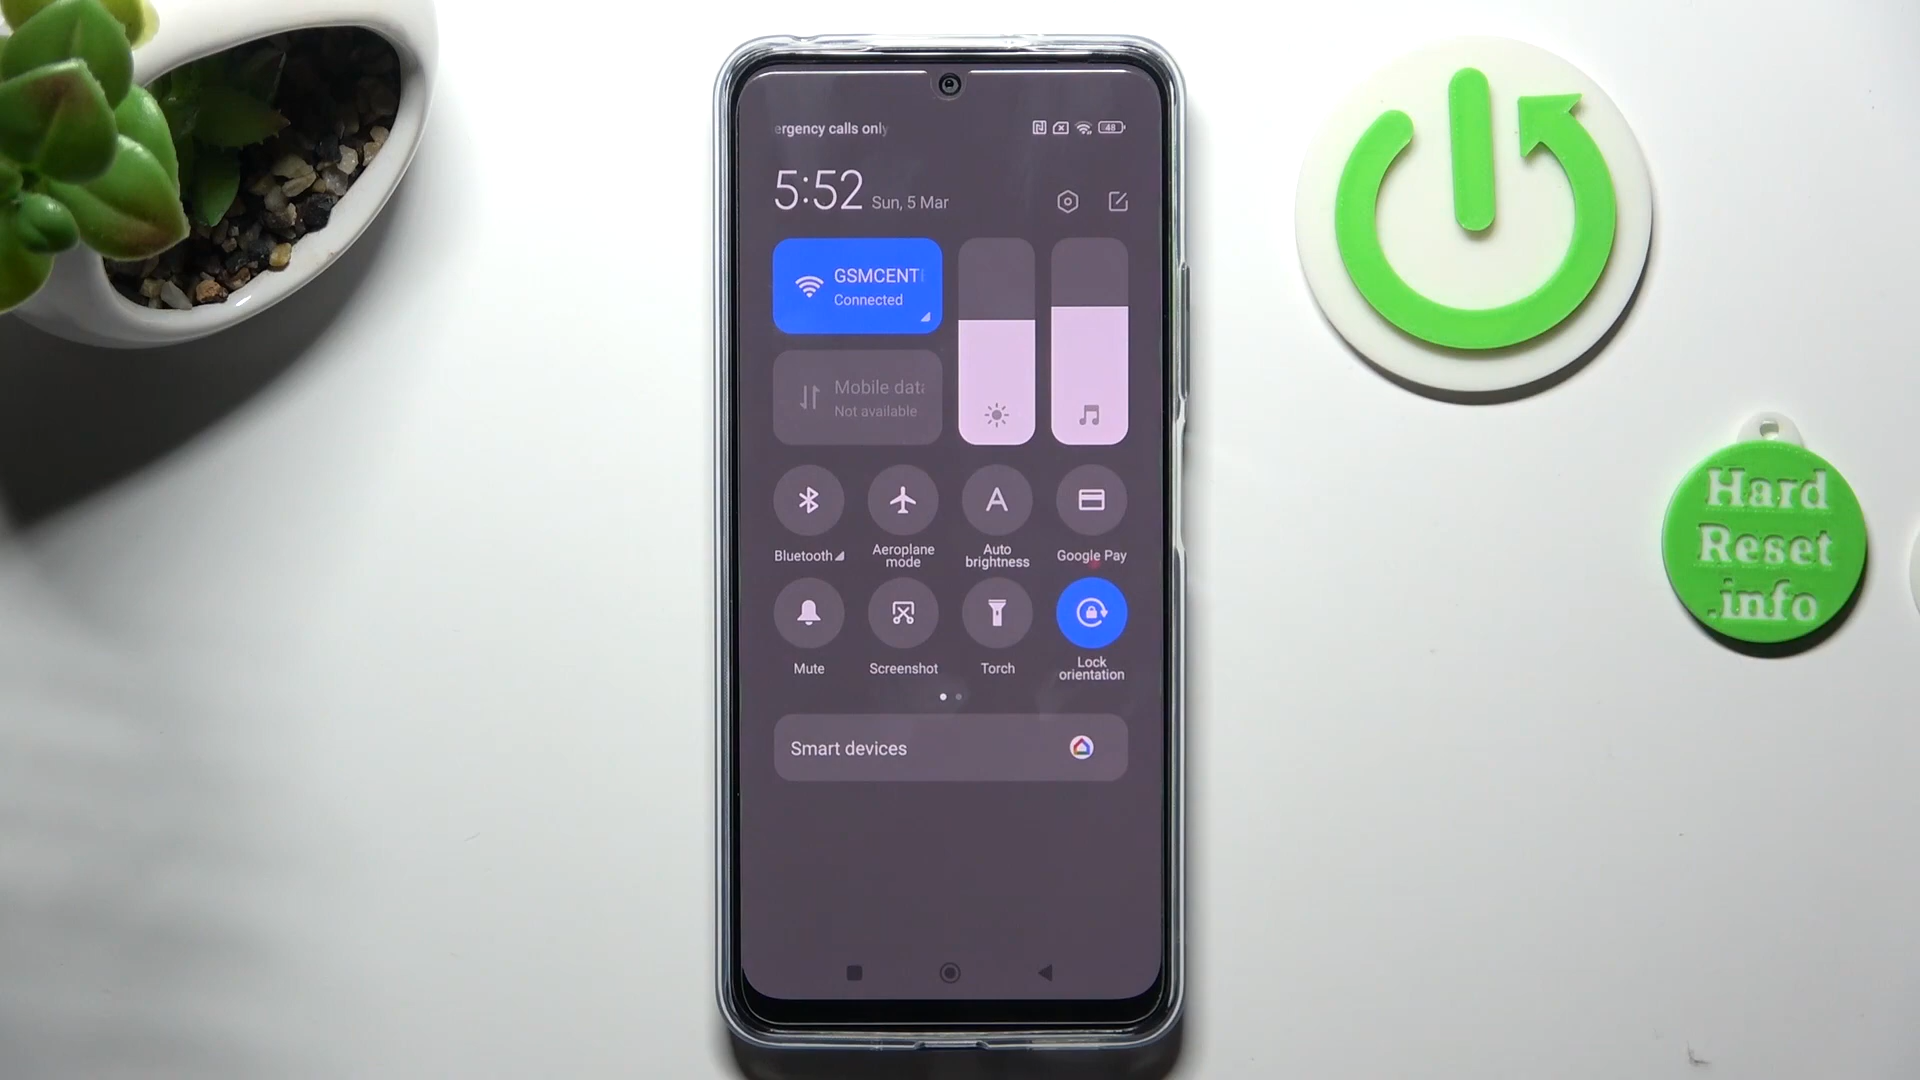 ergency calls only
48
5:52 Sun, 5 Mar
GSMCENT
Connected
Mobile data
Not available
Bluetooth
Aeroplane
mode
Auto
brightness
Google Pay
Mute
Screenshot
Torch
Lock
orientation
Smart devices
Hard
Reset
.info